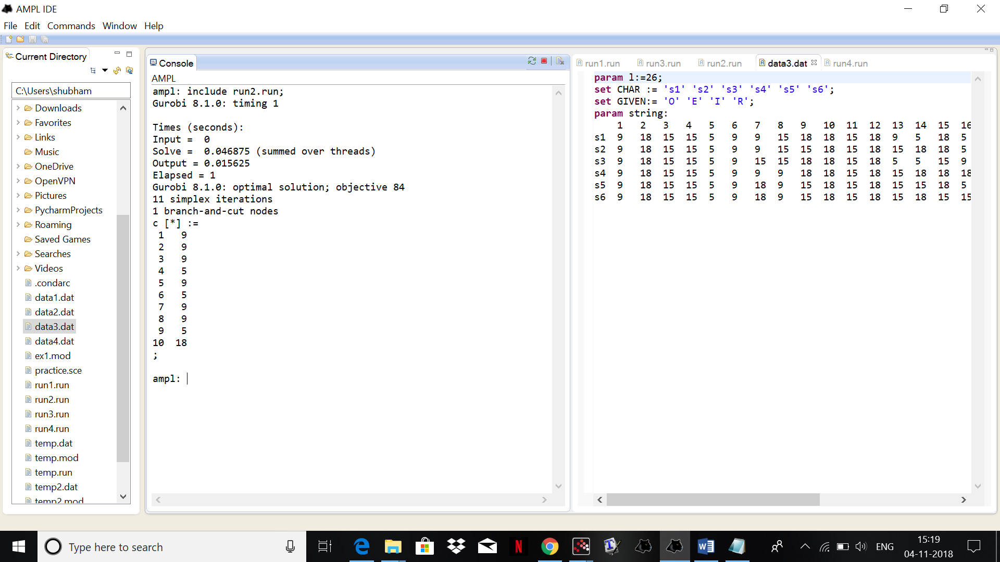 AMPL IDE
File Edit Commands Window Help
Current Directory
C:\Users\shubham
Downloads
Favorites
Links
Music
OneDrive
OpenVPN
Pictures
PycharmProjects
Roaming
Saved Games
Searches
Videos
.condarc
data1.dat
data2.dat
data3.dat
data4.dat
ex1.mod
practice.sce
run1.run
run2.run
run3.run
run4.run
temp.dat
temp.mod
temp.run
temp2.dat
temp2.mod
Console
AMPL
ampl: include run2.run;
Gurobi 8.1.0: timing 1
Times (seconds):
Input =  0
Solve =  0.046875 (summed over threads)
Output = 0.015625
Elapsed = 1
Gurobi 8.1.0: optimal solution; objective 84
11 simplex iterations
1 branch-and-cut nodes
c [*] :=
1 9
2 9
3 9
4 5
5 9
6 5
7 9
8 9
9 5
10 18
;
ampl:
run1.run run3.run run2.run data3.dat run4.run
param l:=26;
set CHAR := 's1' 's2' 's3' 's4' 's5' 's6';
set GIVEN:= 'O' 'E' 'I' 'R';
param string:
1 2 3 4 5 6 7 8 9 10 11 12 13 14 15 16
s1 9 18 15 15 5 9 9 15 18 18 15 18 9 5 18 5
s2 9 18 15 15 5 9 9 15 15 18 15 18 15 18 18 5
s3 9 18 15 15 5 9 15 15 18 18 15 18 5 5 15 9
s4 9 18 15 15 5 9 9 9 18 18 15 18 15 18 18 18
s5 9 18 15 15 5 9 18 9 15 18 15 18 15 15 18 5
s6 9 18 15 15 5 9 18 9 15 18 15 18 15 18 15 15
Type here to search
ENG
15:19
04-11-2018